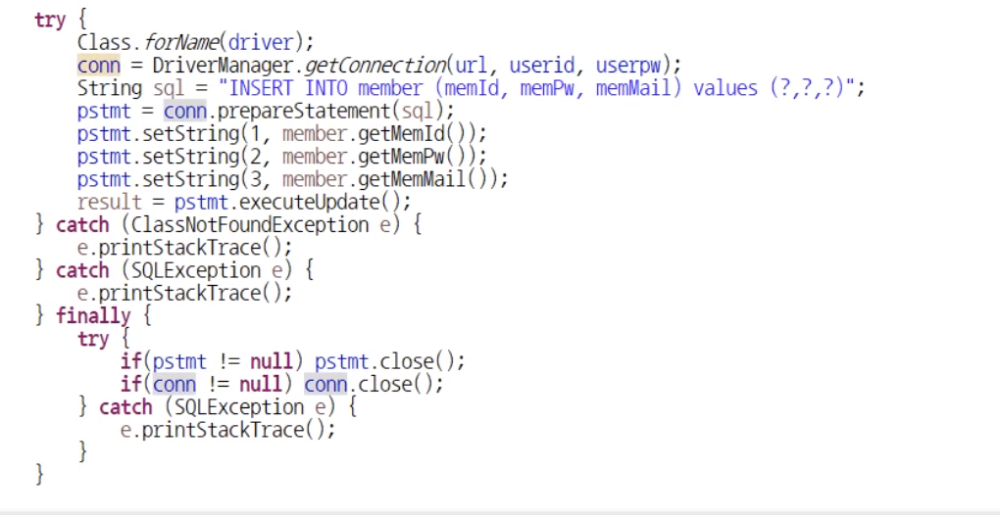 try {
    Class.forName(driver);
    conn = DriverManager.getConnection(url, userid, userpw);
    String sql = "INSERT INTO member (memId, memPw, memMail) values (?,?,?)";
    pstmt = conn.prepareStatement(sql);
    pstmt.setString(1, member.getMemId());
    pstmt.setString(2, member.getMemPw());
    pstmt.setString(3, member.getMemMail());
    result = pstmt.executeUpdate();
} catch (ClassNotFoundException e) {
    e.printStackTrace();
} catch (SQLException e) {
    e.printStackTrace();
} finally {
    try {
        if(pstmt != null) pstmt.close();
        if(conn != null) conn.close();
    } catch (SQLException e) {
        e.printStackTrace();
    }
}